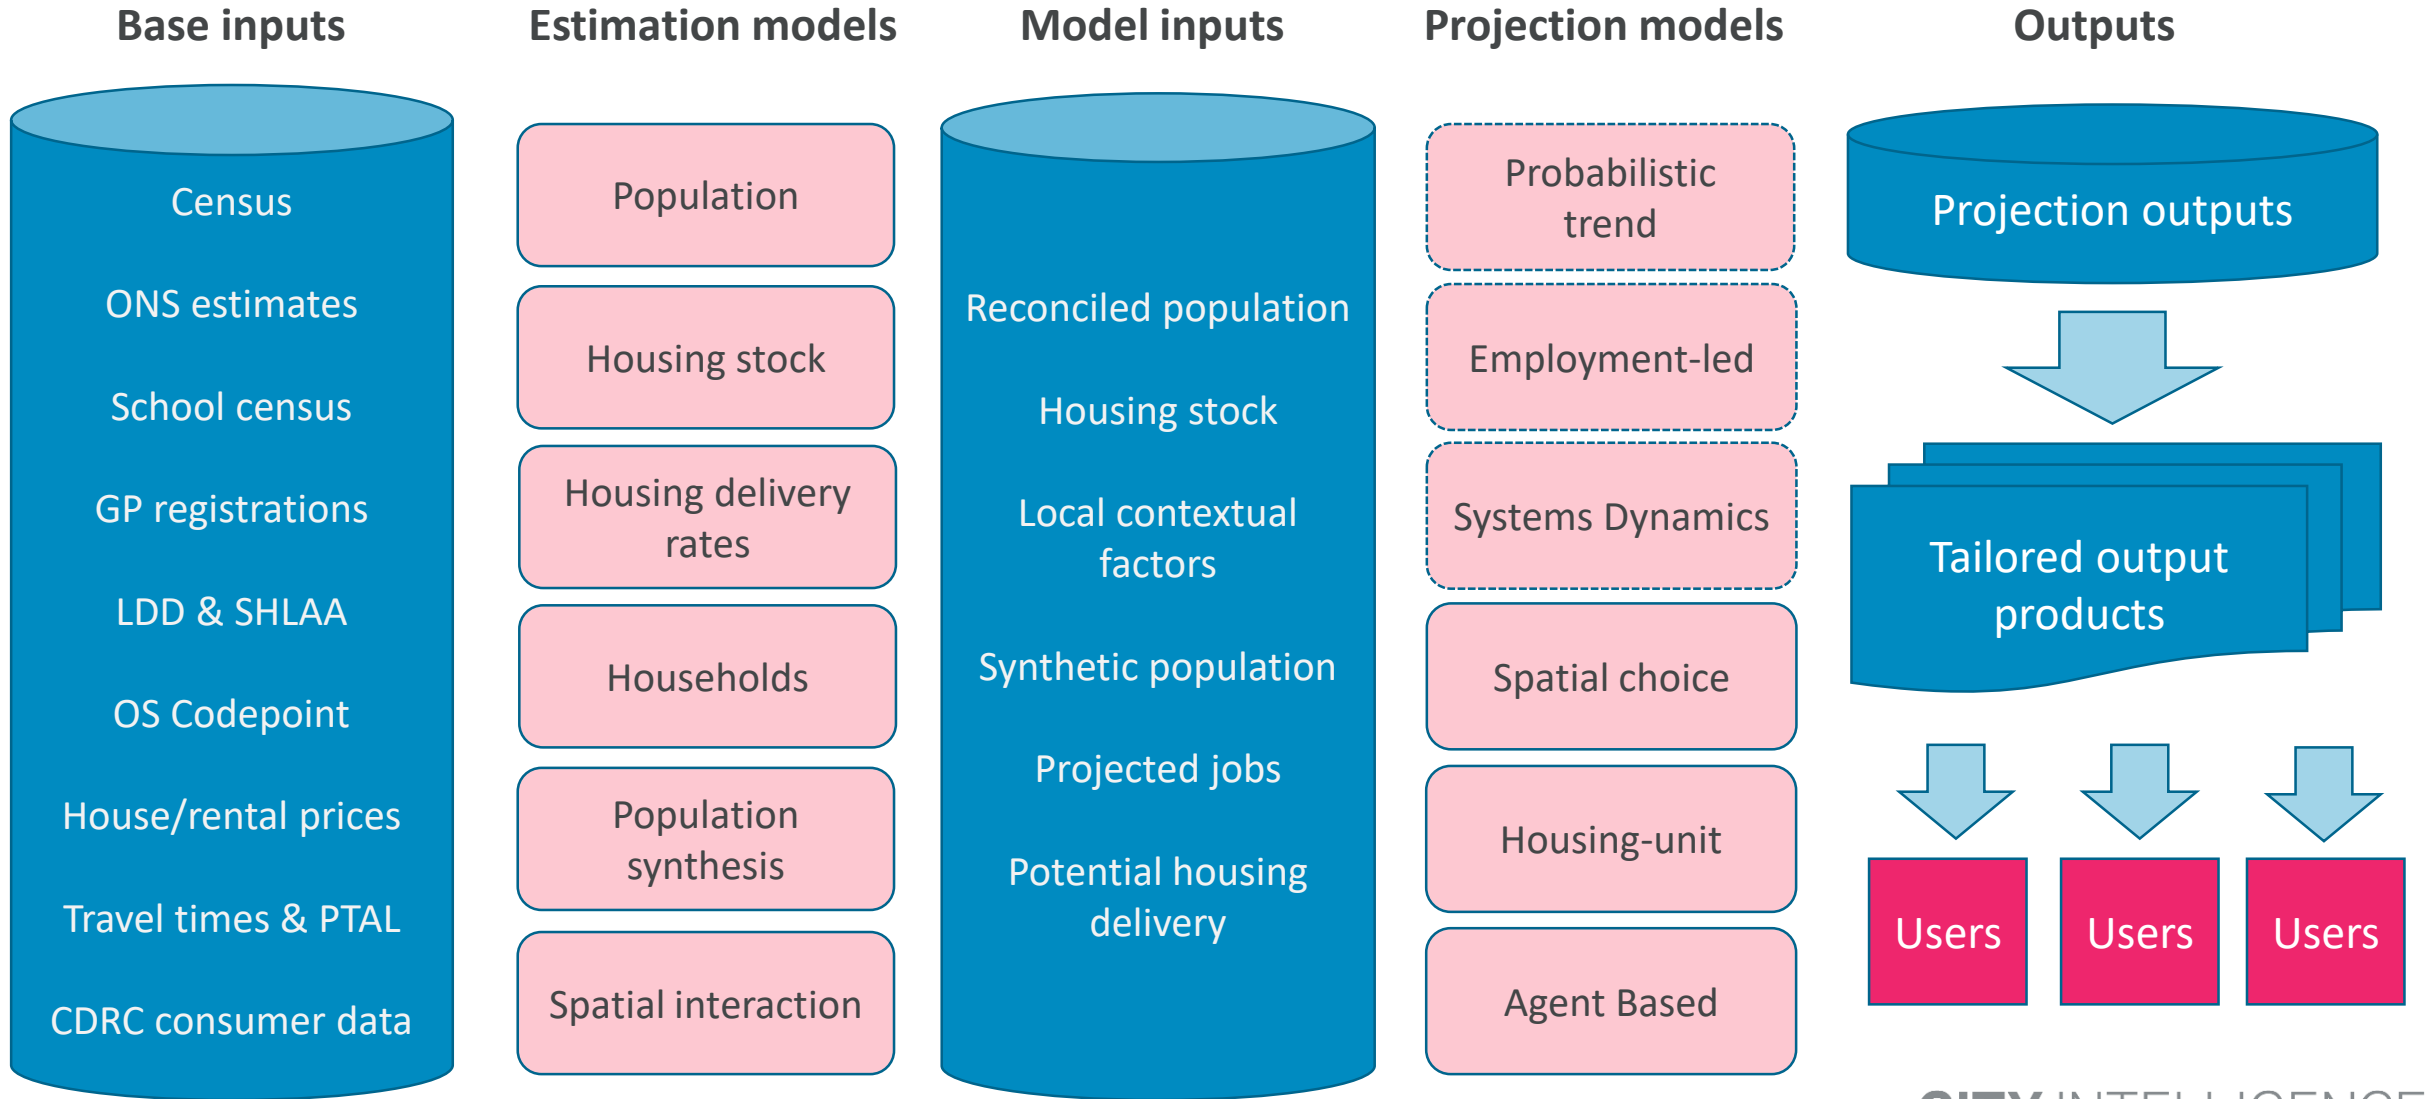 Base inputs
Census
ONS estimates
School census
GP registrations
LDD & SHLAA
OS Codepoint
House/rental prices
Travel times & PTAL
CDRC consumer data
Estimation models
Population
Housing stock
Housing delivery
rates
Households
Population
synthesis
Spatial interaction
Model inputs
Reconciled population
Housing stock
Local contextual
factors
Synthetic population
Projected jobs
Potential housing
delivery
Projection models
Probabilistic
trend
Employment-led
Systems Dynamics
Spatial choice
Housing-unit
Agent Based
Outputs
Projection outputs
Tailored output
products
Users
Users
Users
CITY INTELLIGENCE